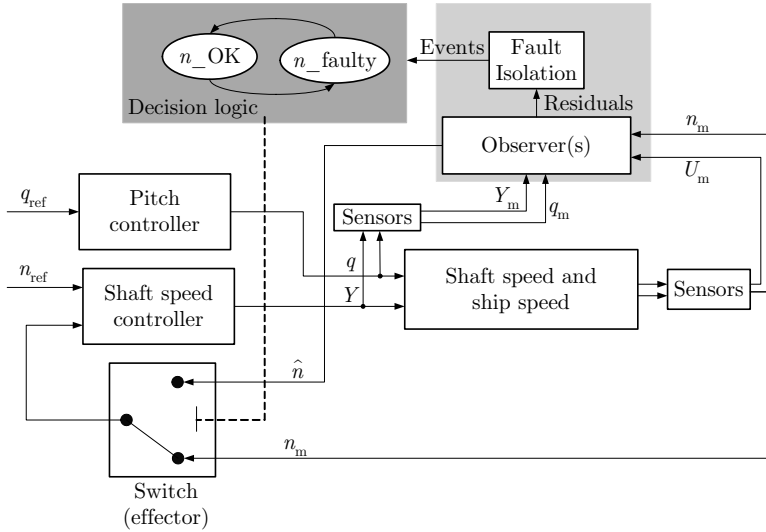 n_OK
n_faulty
Decision logic
Events
Fault
Isolation
Residuals
Observer(s)
n_m
U_m
q_ref
Pitch
controller
Sensors
Y_m
q_m
n_ref
Shaft speed
controller
q
Y
Shaft speed and
ship speed
Sensors
n̂
n_m
Switch
(effector)